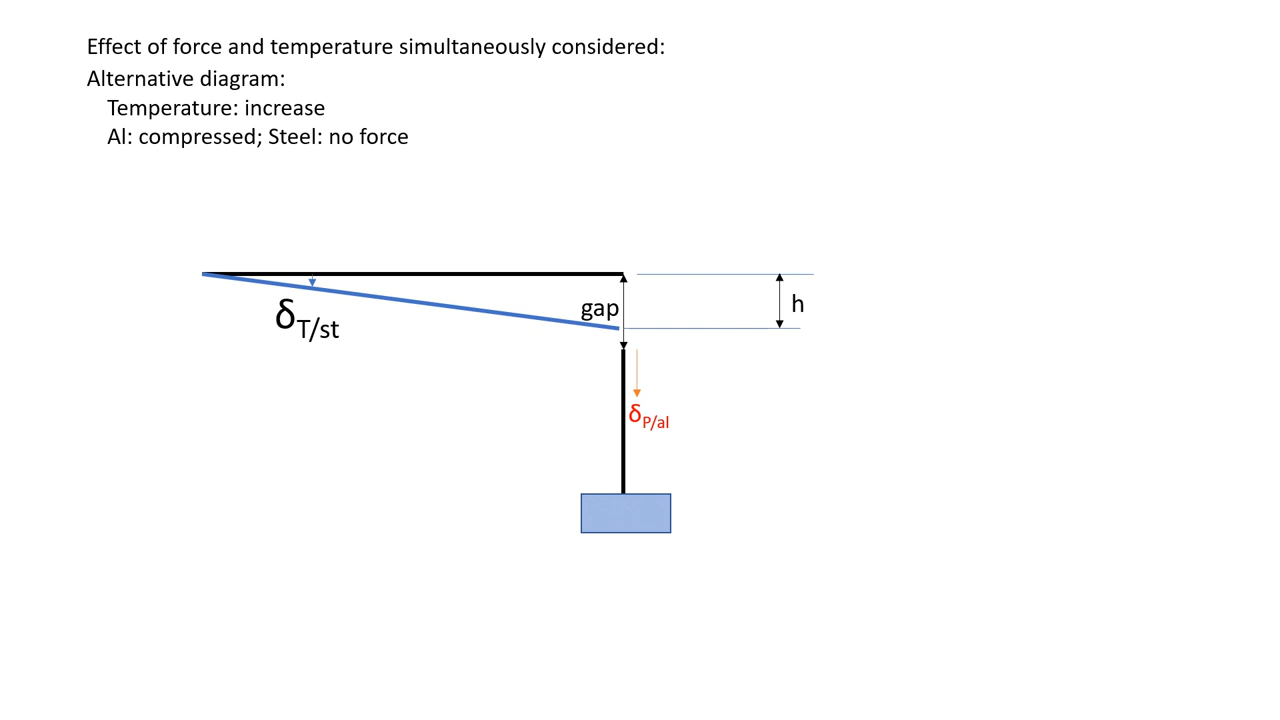 Effect of force and temperature simultaneously considered:
Alternative diagram:
Temperature: increase
Al: compressed; Steel: no force
gap
h
δT/st
δP/al